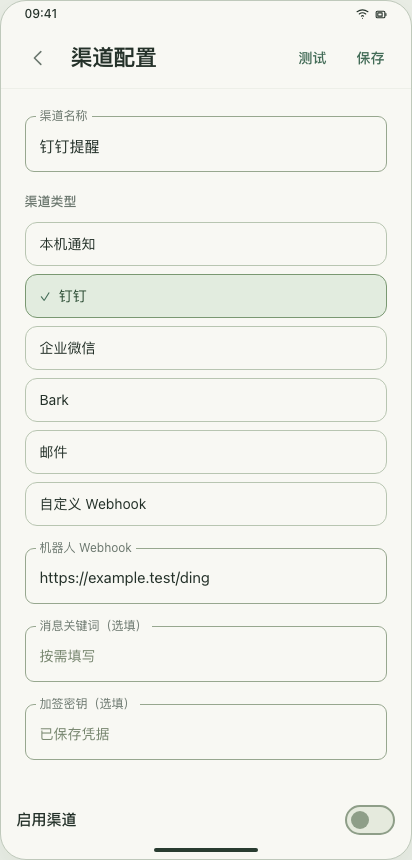 09:41
渠道配置
测试
保存
渠道名称
钉钉提醒
渠道类型
本机通知
钉钉
企业微信
Bark
邮件
自定义 Webhook
机器人 Webhook
https://example.test/ding
消息关键词（选填）
按需填写
加签密钥（选填）
已保存凭据
启用渠道